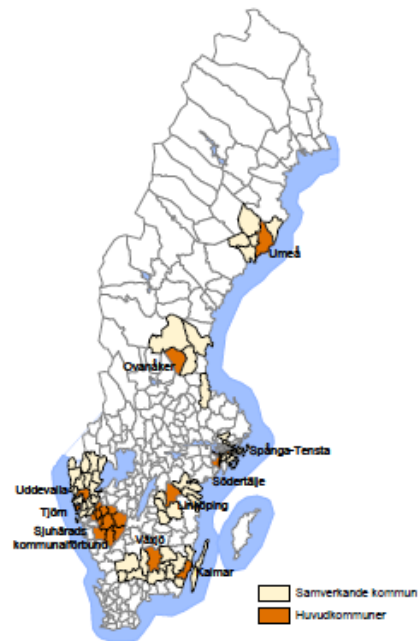 Umeå
Ovanåker
Spånga-Tensta
Södertälje
Uddevalla
Linköping
Tjörn
Sjuhärads
kommunalförbund
Växjö
Kalmar
Samverkande kommun
Huvudkommuner